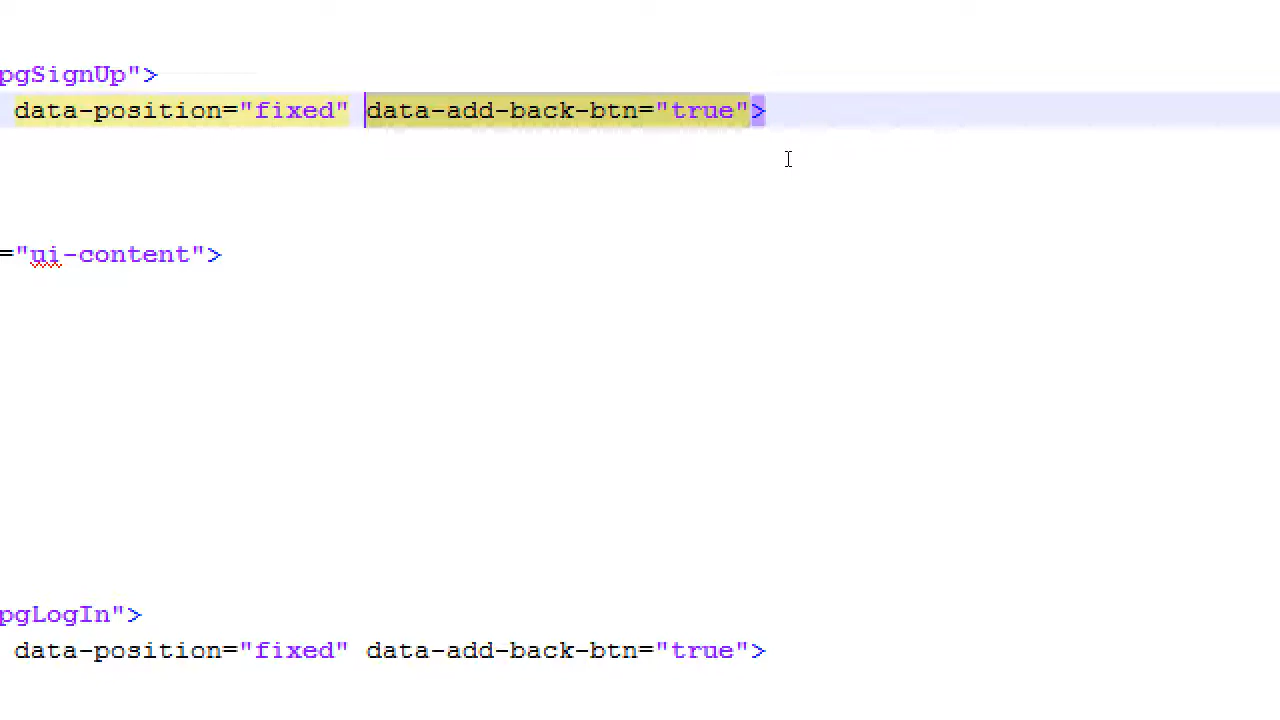 pgSignUp">
data-position="fixed" data-add-back-btn="true">
="ui-content">
pgLogIn">
data-position="fixed" data-add-back-btn="true">